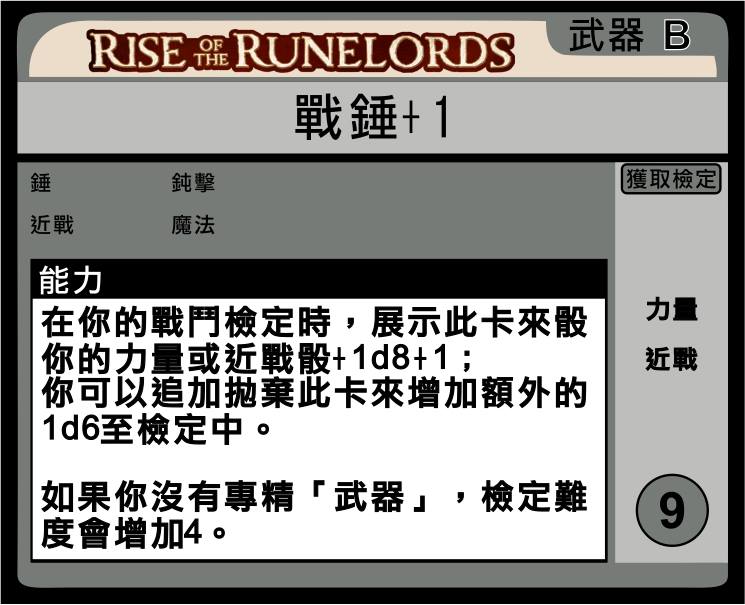 RISE OF THE RUNELORDS
武器 B
戰錘+1
錘 鈍擊
近戰 魔法
獲取檢定
力量
近戰
9
能力
在你的戰鬥檢定時，展示此卡來骰
你的力量或近戰骰+1d8+1；
你可以追加拋棄此卡來增加額外的
1d6至檢定中。
如果你沒有專精「武器」，檢定難
度會增加4。